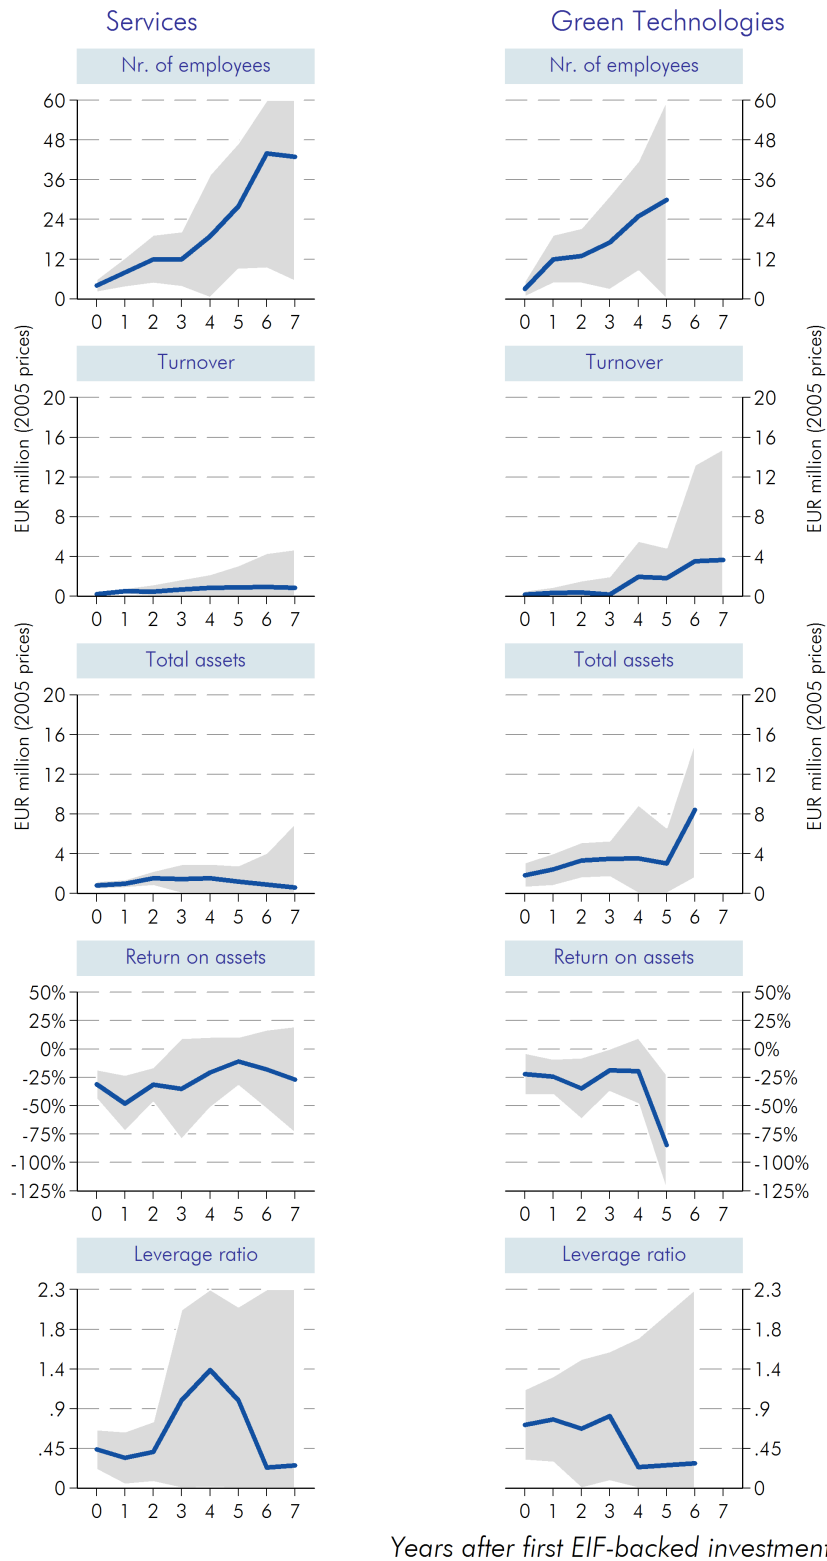 Services Green Technologies
Nr. of employees Nr. of employees
60 60
48 48
36 36
24 24
12 12
0 0
0 1 2 3 4 5 6 7 0 1 2 3 4 5 6 7
EUR million (2005 prices) EUR million (2005 prices)
Turnover Turnover
20 20
16 16
12 12
8 8
4 4
0 0
0 1 2 3 4 5 6 7 0 1 2 3 4 5 6 7
EUR million (2005 prices) EUR million (2005 prices)
Total assets Total assets
20 20
16 16
12 12
8 8
4 4
0 0
0 1 2 3 4 5 6 7 0 1 2 3 4 5 6 7
Return on assets Return on assets
50% 50%
25% 25%
0% 0%
-25% -25%
-50% -50%
-75% -75%
-100% -100%
-125% -125%
0 1 2 3 4 5 6 7 0 1 2 3 4 5 6 7
Leverage ratio Leverage ratio
2.3 2.3
1.8 1.8
1.4 1.4
.9 .9
.45 .45
0 0
0 1 2 3 4 5 6 7 0 1 2 3 4 5 6 7
Years after first EIF-backed investment